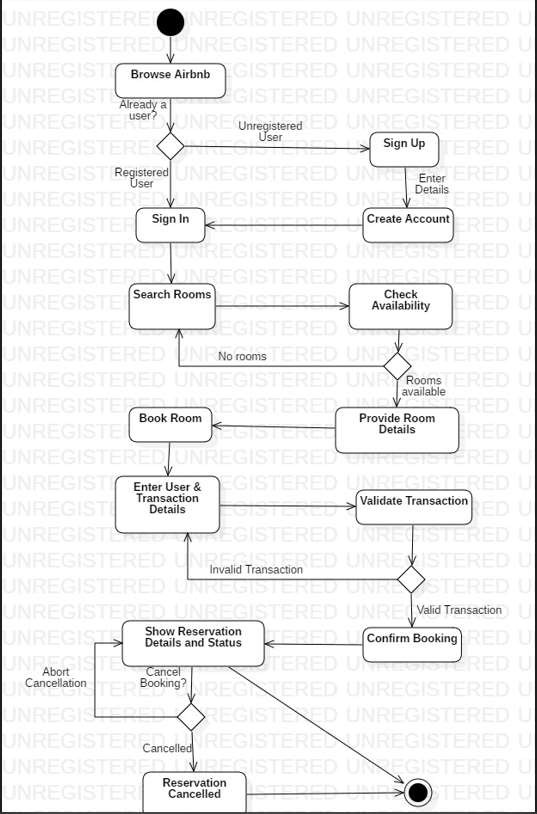 UNREGISTERED UNREGISTERED UNREGISTERED U
Browse Airbnb
Already a
user?
Unregistered
User
Sign Up
Registered
User
Enter
Details
Sign In
Create Account
Search Rooms
Check
Availability
No rooms
Rooms
available
Book Room
Provide Room
Details
Enter User &
Transaction
Details
Validate Transaction
Invalid Transaction
Valid Transaction
Show Reservation
Details and Status
Confirm Booking
Abort
Cancellation
Cancel
Booking?
Cancelled
Reservation
Cancelled